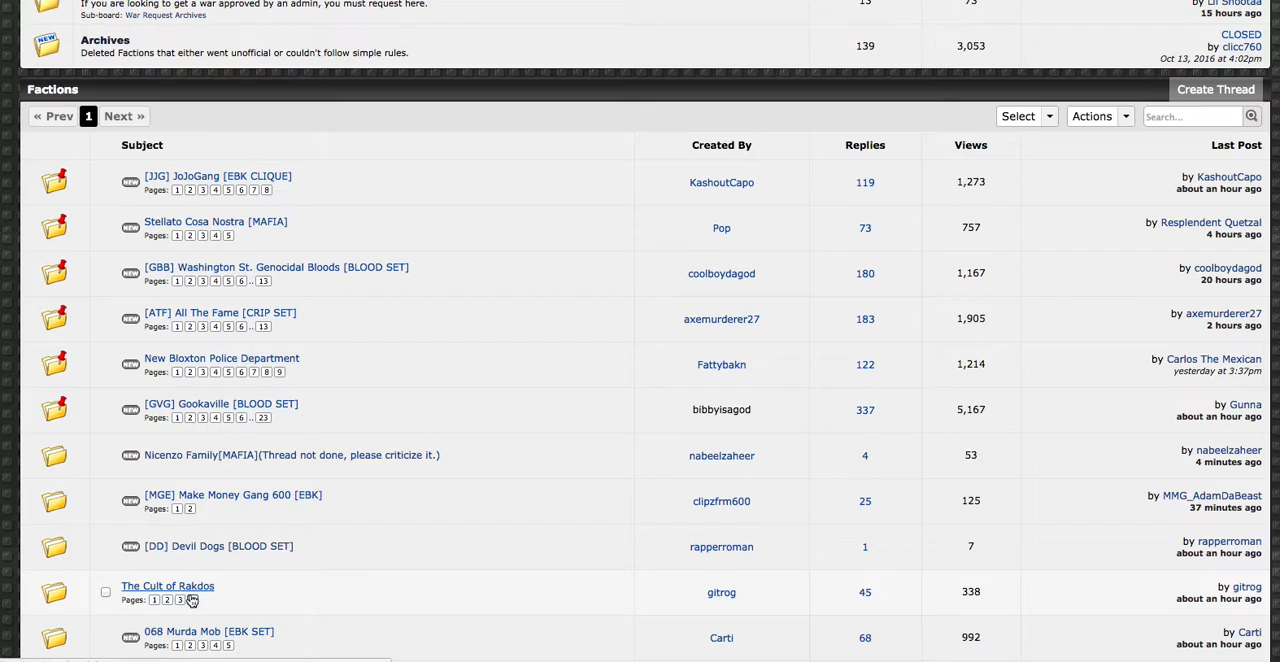 If you are looking to get a war approved by an admin, you must request here.
Sub-board: War Request Archives
13
73
by Lil Shootaa
15 hours ago
NEW
Archives
Deleted Factions that either went unofficial or couldn't follow simple rules.
139
3,053
CLOSED
by clicc760
Oct 13, 2016 at 4:02pm
Factions
Create Thread
« Prev 1 Next »
Select
Actions
Search...
Subject Created By Replies Views Last Post
NEW [JJG] JoJoGang [EBK CLIQUE]
Pages: 1 2 3 4 5 6 7 8
KashoutCapo
119
1,273
by KashoutCapo
about an hour ago
Stellato Cosa Nostra [MAFIA]
NEW
Pages: 1 2 3 4 5
Pop
73
757
by Resplendent Quetzal
4 hours ago
NEW [GBB] Washington St. Genocidal Bloods [BLOOD SET]
Pages: 1 2 3 4 5 6 .. 13
coolboydagod
180
1,167
by coolboydagod
20 hours ago
NEW [ATF] All The Fame [CRIP SET]
Pages: 1 2 3 4 5 6 .. 13
axemurderer27
183
1,905
by axemurderer27
2 hours ago
NEW New Bloxton Police Department
Pages: 1 2 3 4 5 6 7 8 9
Fattybakn
122
1,214
by Carlos The Mexican
yesterday at 3:37pm
NEW [GVG] Gookaville [BLOOD SET]
Pages: 1 2 3 4 5 6 .. 23
bibbyisagod
337
5,167
by Gunna
about an hour ago
NEW Nicenzo Family[MAFIA](Thread not done, please criticize it.)
nabeelzaheer
4
53
by nabeelzaheer
4 minutes ago
NEW [MGE] Make Money Gang 600 [EBK]
Pages: 1 2
clipzfrm600
25
125
by MMG_AdamDaBeast
37 minutes ago
NEW [DD] Devil Dogs [BLOOD SET]
rapperroman
1
7
by rapperroman
about an hour ago
The Cult of Rakdos
Pages: 1 2 3
gitrog
45
338
by gitrog
about an hour ago
NEW 068 Murda Mob [EBK SET]
Pages: 1 2 3 4 5
Carti
68
992
by Carti
about an hour ago